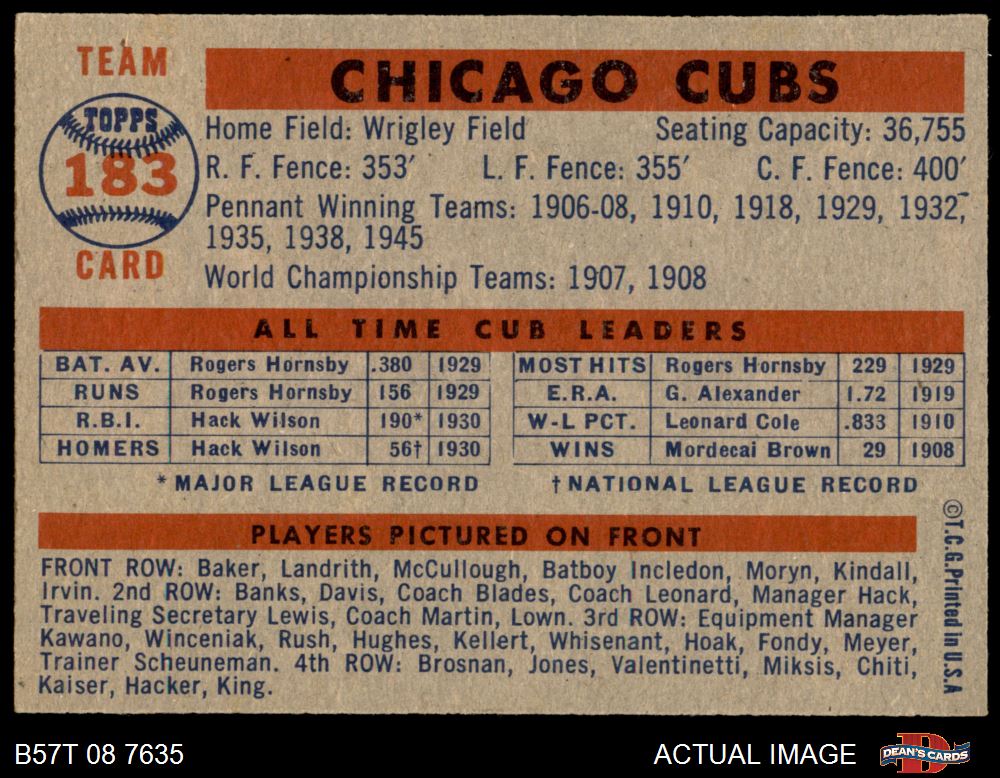 TEAM
CHICAGO CUBS
TOPPS
183
CARD
Home Field: Wrigley Field Seating Capacity: 36,755
R. F. Fence: 353′ L. F. Fence: 355′ C. F. Fence: 400′
Pennant Winning Teams: 1906-08, 1910, 1918, 1929, 1932,
1935, 1938, 1945
World Championship Teams: 1907, 1908
ALL TIME CUB LEADERS
BAT. AV. Rogers Hornsby .380 1929 MOST HITS Rogers Hornsby 229 1929
RUNS Rogers Hornsby 156 1929 E.R.A. G. Alexander 1.72 1919
R.B.I. Hack Wilson 190* 1930 W-L PCT. Leonard Cole .833 1910
HOMERS Hack Wilson 56† 1930 WINS Mordecai Brown 29 1908
*MAJOR LEAGUE RECORD †NATIONAL LEAGUE RECORD
PLAYERS PICTURED ON FRONT
FRONT ROW: Baker, Landrith, McCullough, Batboy Incledon, Moryn, Kindall,
Irvin. 2nd ROW: Banks, Davis, Coach Blades, Coach Leonard, Manager Hack,
Traveling Secretary Lewis, Coach Martin, Lown. 3rd ROW: Equipment Manager
Kawano, Winceniak, Rush, Hughes, Kellert, Whisenant, Hoak, Fondy, Meyer,
Trainer Scheuneman. 4th ROW: Brosnan, Jones, Valentinetti, Miksis, Chiti,
Kaiser, Hacker, King.
©T.C.G. Printed in U.S.A
B57T 08 7635 ACTUAL IMAGE DEAN'S CARDS